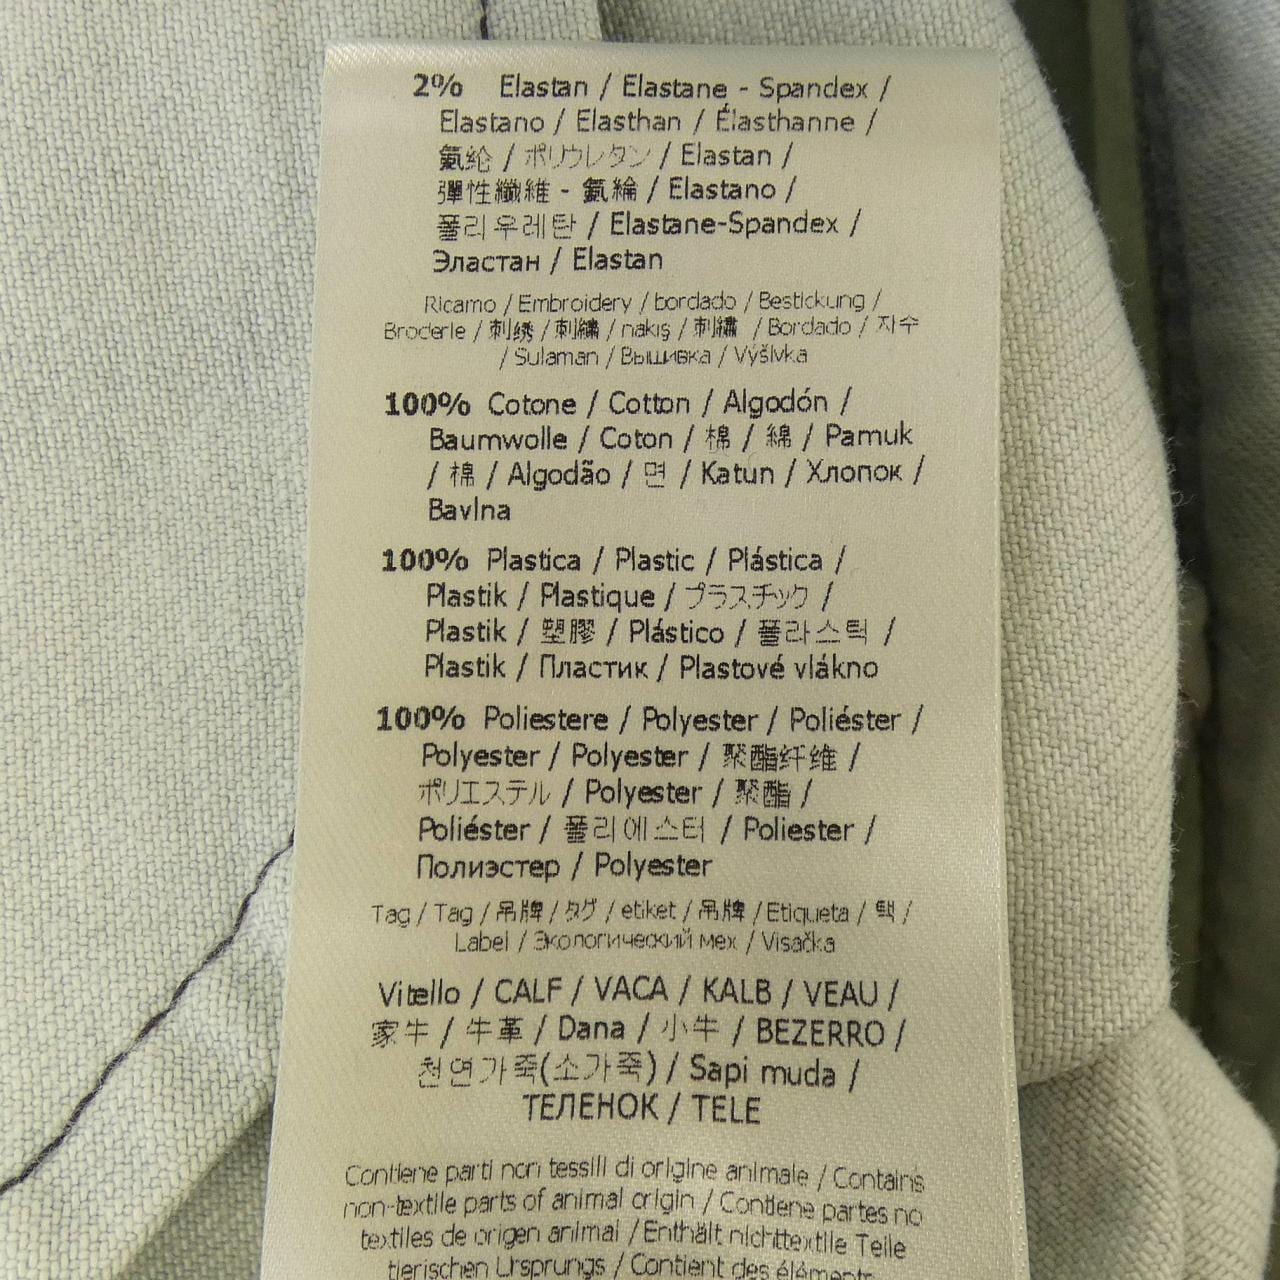 2% Elastan / Elastane - Spandex /
Elastano / Elasthan / Élasthanne /
氨纶 / ポリウレタン / Elastan /
彈性纖維 - 氨綸 / Elastano /
폴리우레탄 / Elastane-Spandex /
Эластан / Elastan
Ricamo / Embroidery / bordado / Bestickung /
Broderie / 刺绣 / 刺繍 / nakış / 刺繡 / Bordado / 자수
/ Sulaman / Вышивка / Výšivka
100% Cotone / Cotton / Algodón /
Baumwolle / Coton / 棉 / 綿 / Pamuk
/ 棉 / Algodão / 면 / Katun / Хлопок /
Bavlna
100% Plastica / Plastic / Plástica /
Plastik / Plastique / プラスチック /
Plastik / 塑膠 / Plástico / 플라스틱 /
Plastik / Пластик / Plastové vlákno
100% Poliestere / Polyester / Poliéster /
Polyester / Polyester / 聚酯纤维 /
ポリエステル / Polyester / 聚酯 /
Poliéster / 폴리에스터 / Poliester /
Полиэстер / Polyester
Tag / Tag / 吊牌 / タグ / etiket / 吊牌 / Etiqueta / 택 /
Label / Экологический мех / Visačka
Vitello / CALF / VACA / KALB / VEAU /
家牛 / 牛革 / Dana / 小牛 / BEZERRO /
천연가죽(소가죽) / Sapi muda /
ТЕЛЕНОК / TELE
Contiene parti non tessili di origine animale / Contains
non-textile parts of animal origin / Contiene partes no
textiles de origen animal / Enthält nichttextile Teile
tierischen Ursprungs / Contient des éléments